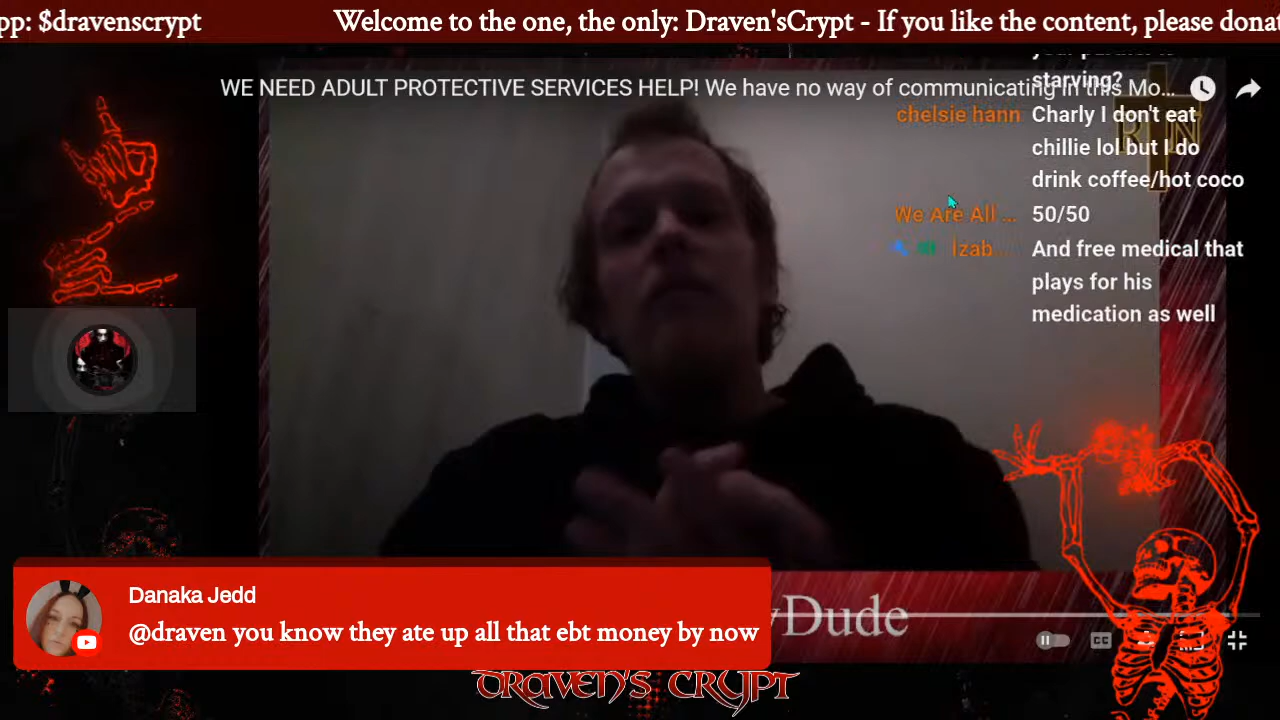 pp: $dravenscrypt
Welcome to the one, the only: Draven'sCrypt - If you like the content, please donat
WE NEED ADULT PROTECTIVE SERVICES HELP! We have no way of communicating in this Mo...
starving?
chelsie hann Charly I don't eat
chillie lol but I do
drink coffee/hot coco
We Are All ... 50/50
Izab... And free medical that
plays for his
medication as well
Danaka Jedd
@draven you know they ate up all that ebt money by now
yDude
CC
DRAVEN'S CRYPT